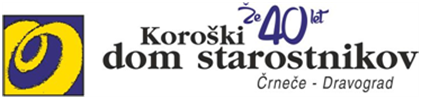 Že 40 let
Koroški
dom starostnikov
Črneče - Dravograd